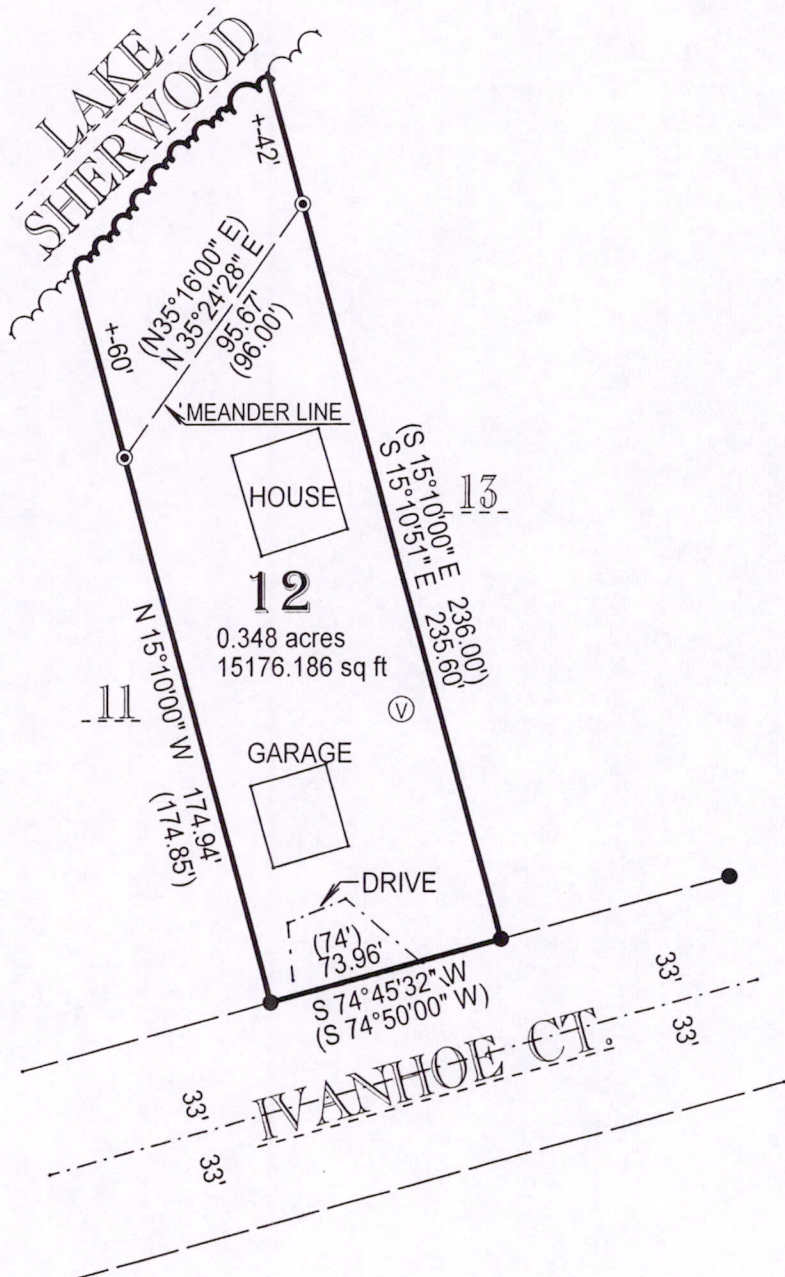 LAKE
SHERWOOD
+-42'
(N35°16'00" E)
N 35°24'28" E
95.67'
(96.00')
+-60'
MEANDER LINE
HOUSE
(S 15°10'00" E 236.00')
S 15°10'51" E 235.60'
13
12
0.348 acres
15176.186 sq ft
N 15°10'00" W 174.94'
(174.85')
11
V
GARAGE
DRIVE
(74')
73.96'
S 74°45'32" W
(S 74°50'00" W)
33'
33'
IVANHOE CT.
33'
33'